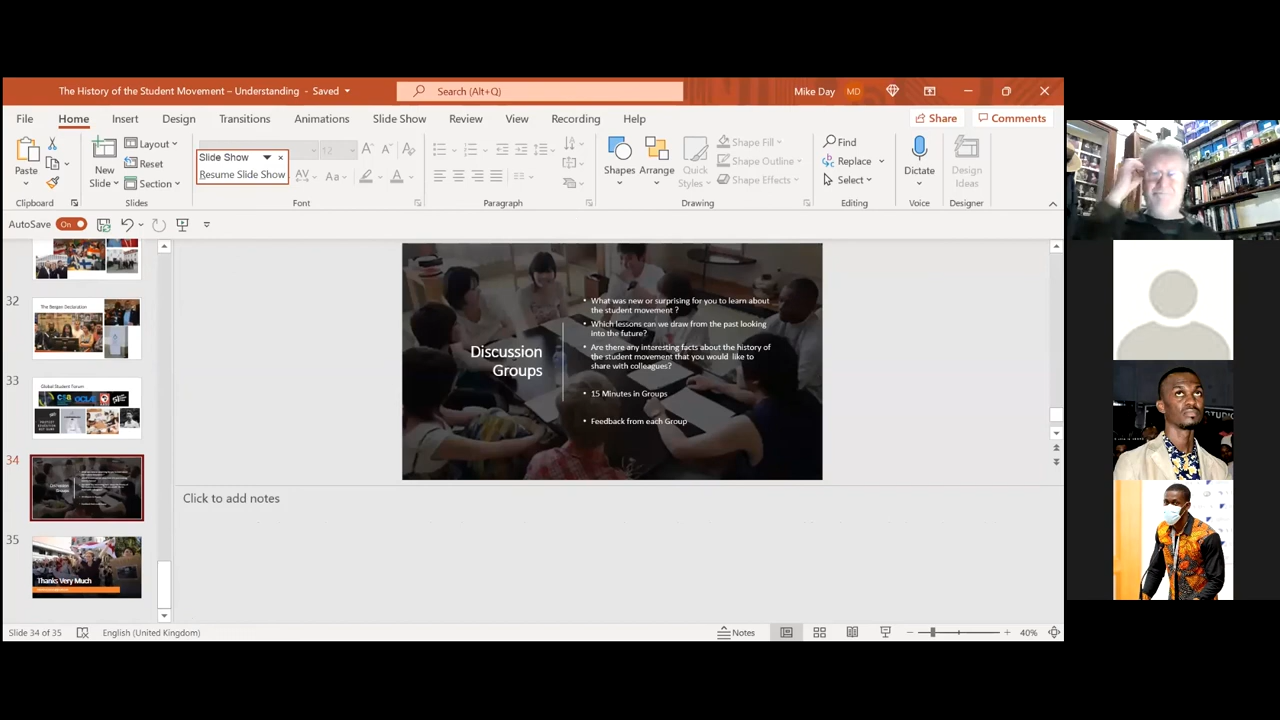 The History of the Student Movement – Understanding - Saved
Search (Alt+Q)
Mike Day
MD
File
Home
Insert
Design
Transitions
Animations
Slide Show
Review
View
Recording
Help
Share
Comments
Paste
New
Slide
Layout
Reset
Section
Slide Show
Resume Slide Show
12
Aa
Shapes
Arrange
Quick
Styles
Shape Fill
Shape Outline
Shape Effects
Find
Replace
Select
Dictate
Design
Ideas
Clipboard
Slides
Font
Paragraph
Drawing
Editing
Voice
Designer
AutoSave
On
32
The Bergen Declaration
33
Global Student Forum
34
35
Thanks Very Much
Discussion
Groups
• What was new or surprising for you to learn about
the student movement ?
• Which lessons can we draw from the past looking
into the future?
• Are there any interesting facts about the history of
the student movement that you would like to
share with colleagues?
• 15 Minutes in Groups
• Feedback from each Group
Click to add notes
Slide 34 of 35
English (United Kingdom)
Notes
40%